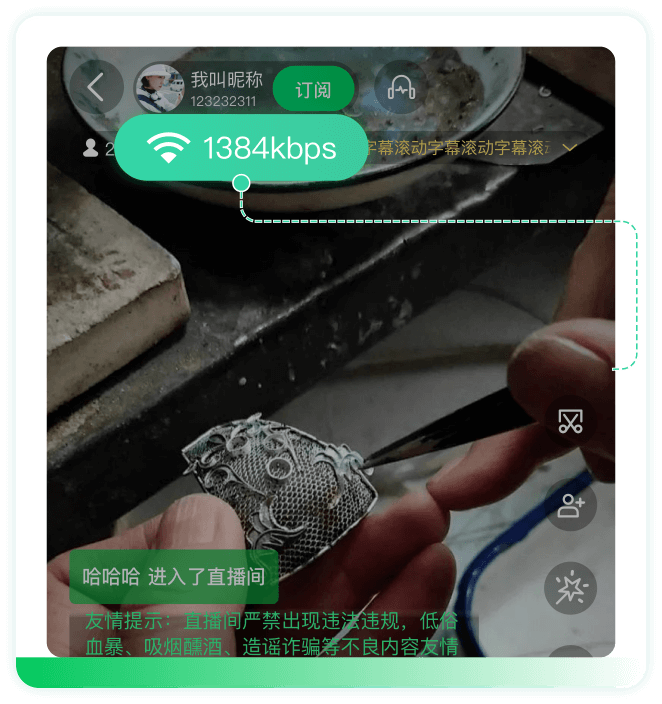 我叫昵称
123232311
订阅
1384kbps
2
字幕滚动字幕滚动字幕滚
哈哈哈 进入了直播间
友情提示：直播间严禁出现违法违规，低俗
血暴、吸烟醺酒、造谣诈骗等不良内容友情